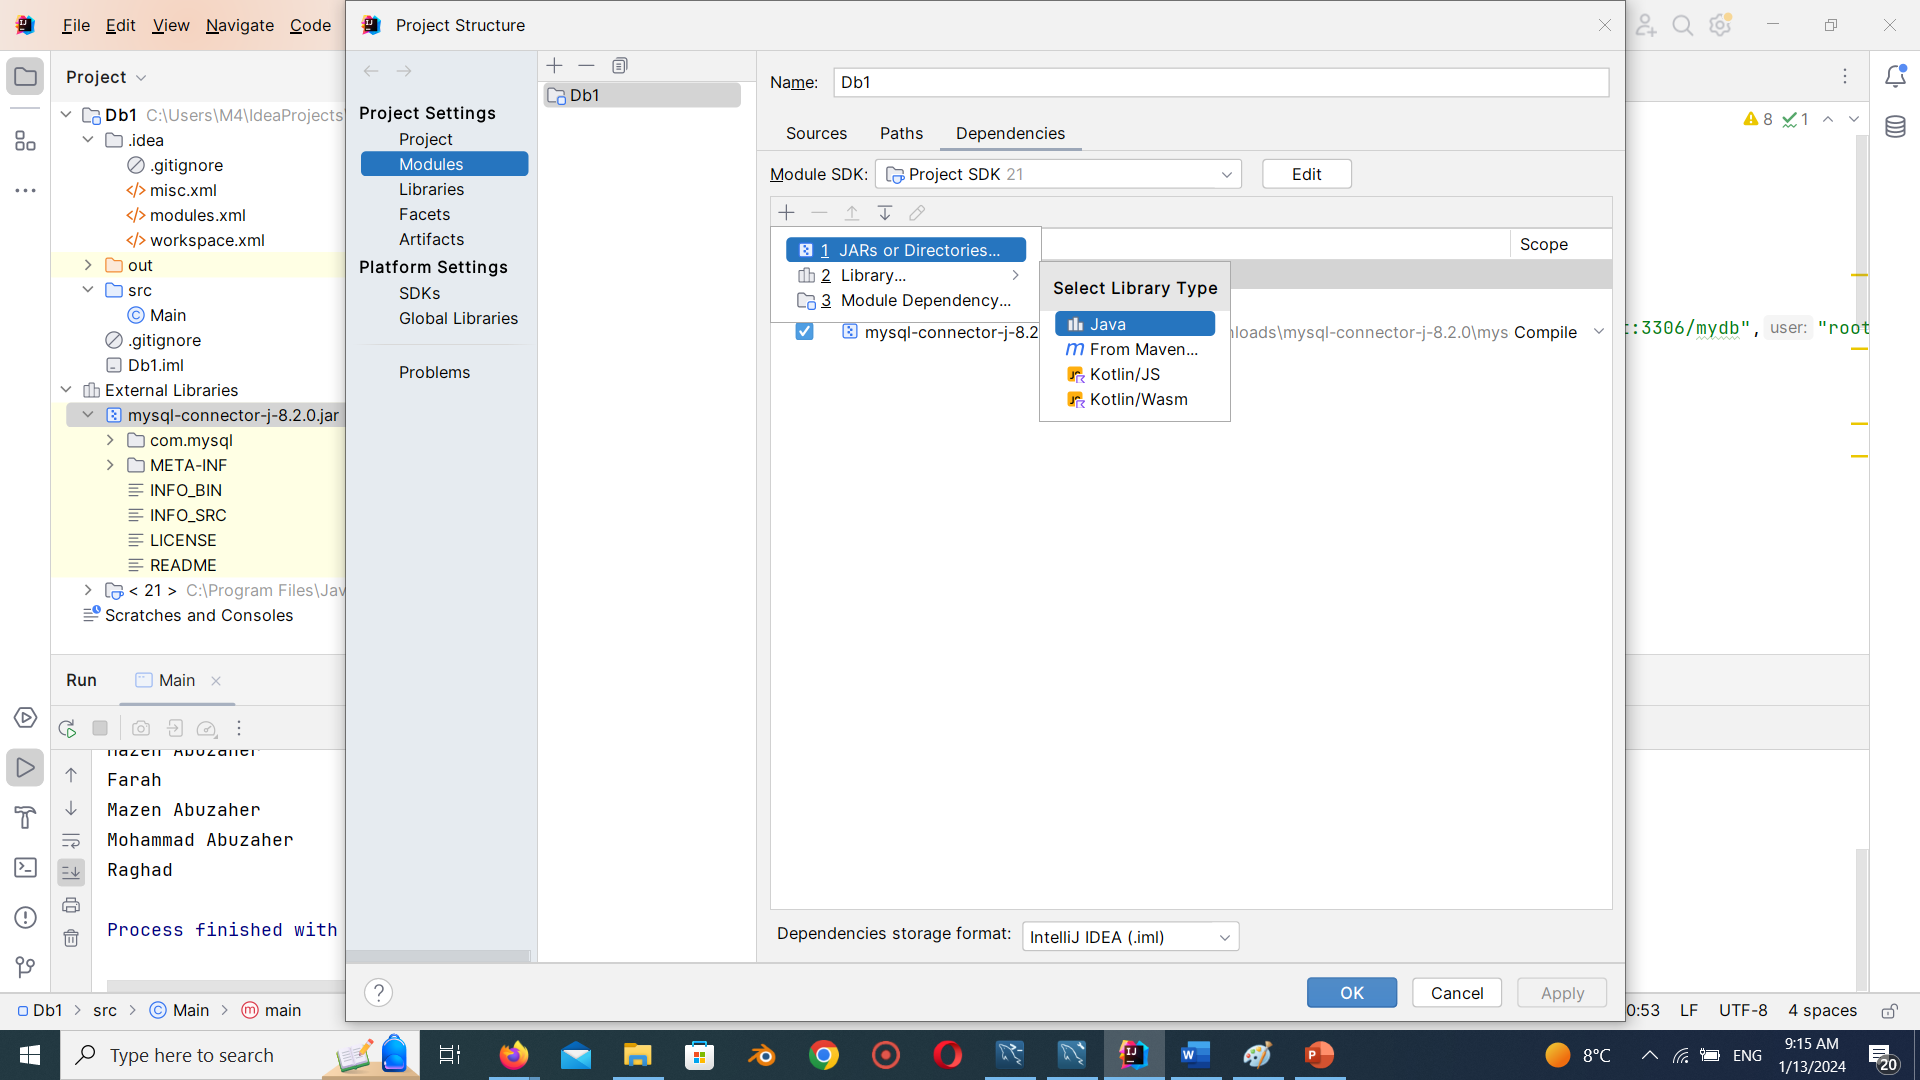 File Edit View Navigate Code
Project Structure
Project
Db1 C:\Users\M4\IdeaProjects
.idea
.gitignore
misc.xml
modules.xml
workspace.xml
out
src
Main
.gitignore
Db1.iml
External Libraries
mysql-connector-j-8.2.0.jar
com.mysql
META-INF
INFO_BIN
INFO_SRC
LICENSE
README
< 21 > C:\Program Files\Jav
Scratches and Consoles
Project Settings
Project
Modules
Libraries
Facets
Artifacts
Platform Settings
SDKs
Global Libraries
Problems
Db1
Name: Db1
Sources Paths Dependencies
Module SDK: Project SDK 21 Edit
Scope
1 JARs or Directories...
2 Library...
3 Module Dependency...
Select Library Type
Java
From Maven...
Kotlin/JS
Kotlin/Wasm
mysql-connector-j-8.2 nloads\mysql-connector-j-8.2.0\mys Compile
Dependencies storage format: IntelliJ IDEA (.iml)
? OK Cancel Apply
8 1
t:3306/mydb", user: "root
Run Main
Mazen Abuzaher
Farah
Mazen Abuzaher
Mohammad Abuzaher
Raghad
Process finished with
Db1 > src > Main > main
0:53 LF UTF-8 4 spaces
Type here to search
8°C ENG 9:15 AM
1/13/2024
20